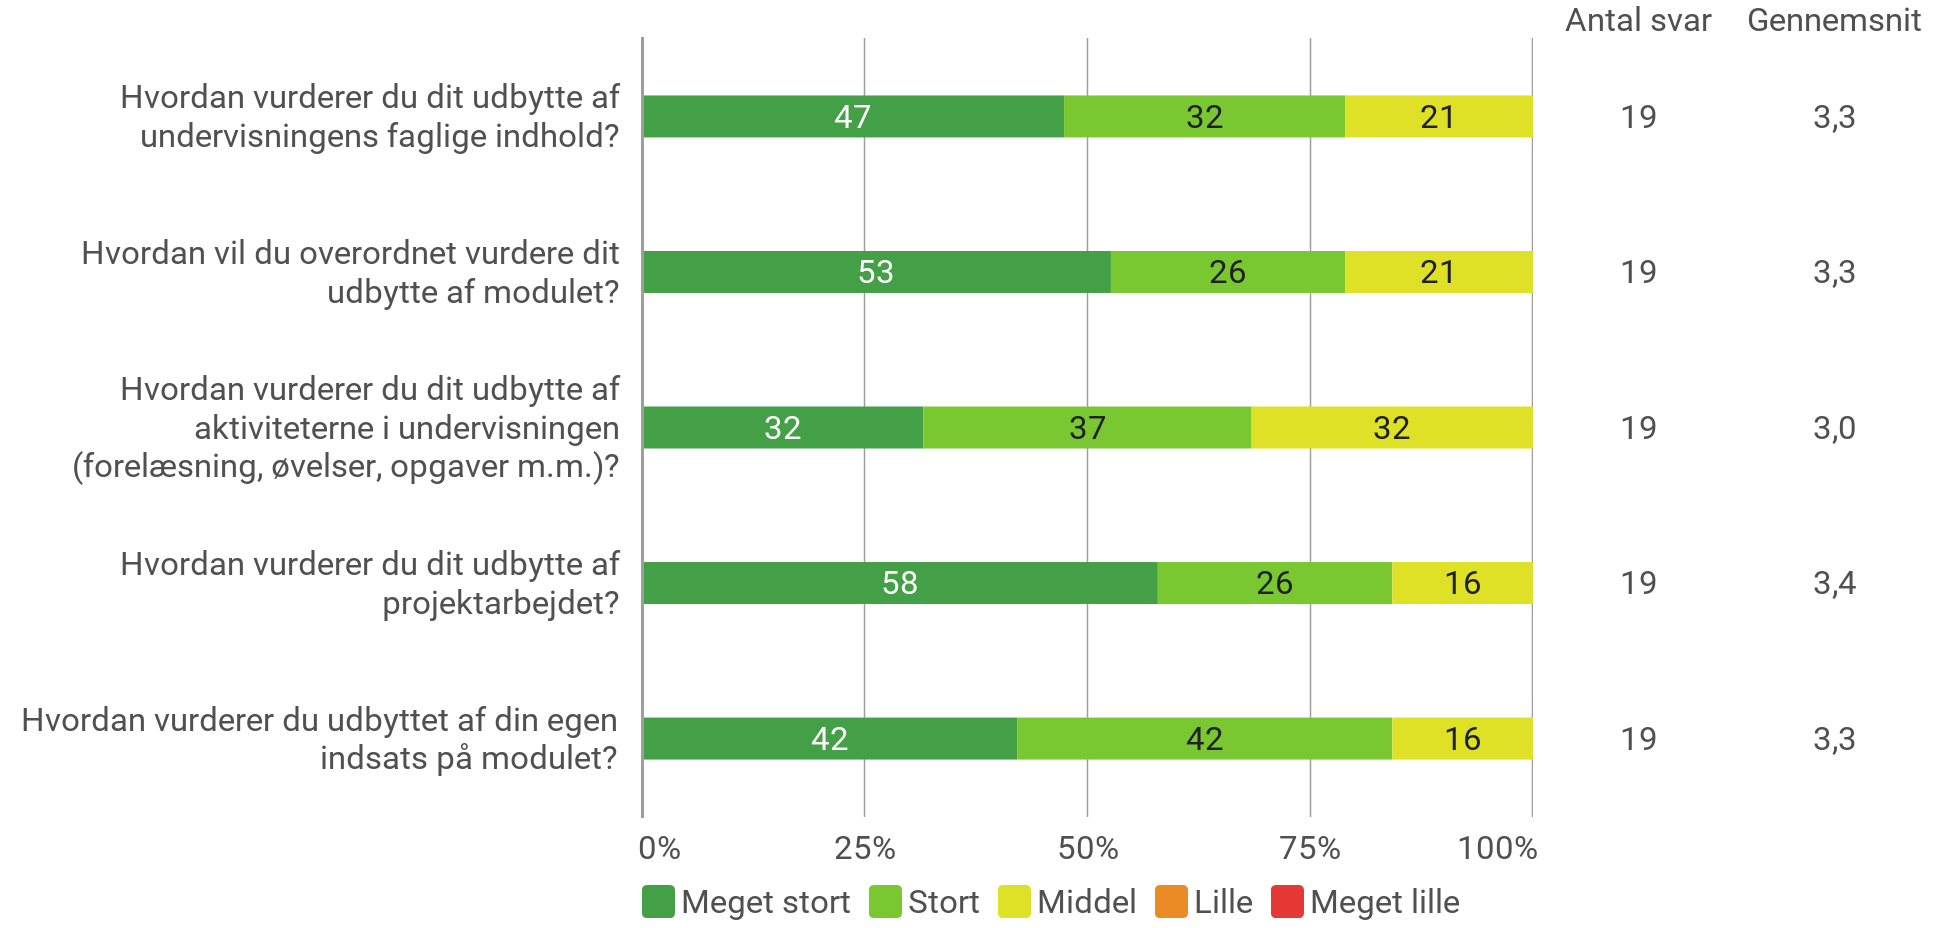 Antal svar Gennemsnit
Hvordan vurderer du dit udbytte af
undervisningens faglige indhold?
47 32 21 19 3,3
Hvordan vil du overordnet vurdere dit
udbytte af modulet?
53 26 21 19 3,3
Hvordan vurderer du dit udbytte af
aktiviteterne i undervisningen
(forelæsning, øvelser, opgaver m.m.)?
32 37 32 19 3,0
Hvordan vurderer du dit udbytte af
projektarbejdet?
58 26 16 19 3,4
Hvordan vurderer du udbyttet af din egen
indsats på modulet?
42 42 16 19 3,3
0% 25% 50% 75% 100%
Meget stort Stort Middel Lille Meget lille